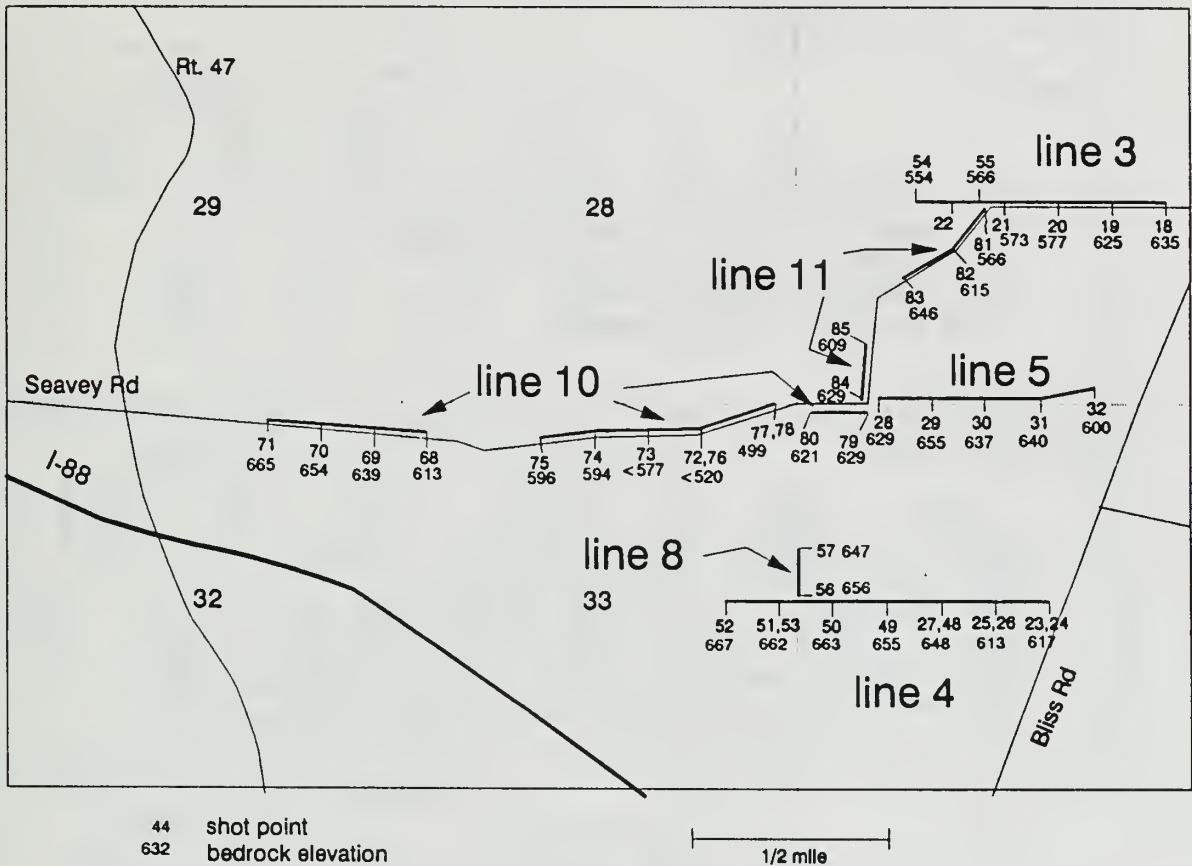 Rt. 47
54 55 line 3
554 566
29 28
22 21 20 19 18
573 577 625 635
81
566
82
615
line 11
83
646
85
609
84
629
Seavey Rd
line 10
line 5
71 70 69 68
665 654 639 613
75 74 73 72,76 77,78
596 594 <577 <520 499
80 79
621 629
28 29 30 31 32
629 655 637 640 600
I-88
line 8
57 647
56 656
32 33
52 51,53 50 49 27,48 25,26 23,24
667 662 663 655 648 613 617
line 4
Bliss Rd
44 shot point
632 bedrock elevation
1/2 mile